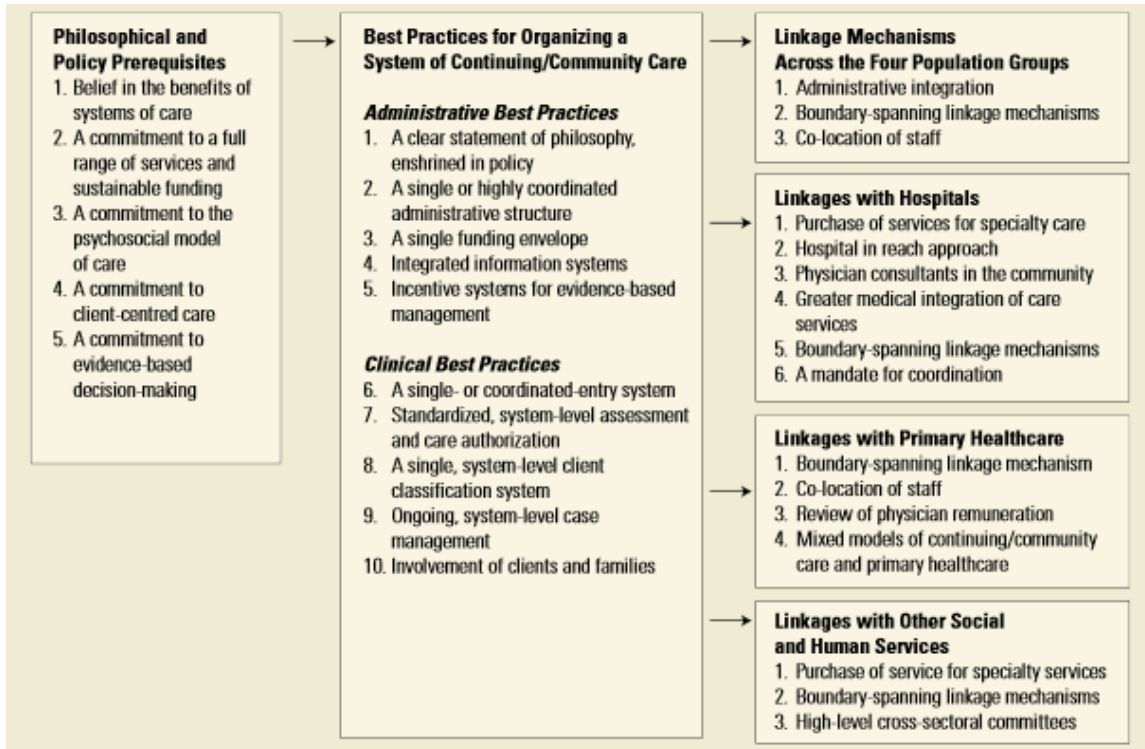 Philosophical and
Policy Prerequisites
1. Belief in the benefits of
systems of care
2. A commitment to a full
range of services and
sustainable funding
3. A commitment to the
psychosocial model
of care
4. A commitment to
client-centred care
5. A commitment to
evidence-based
decision-making
Best Practices for Organizing a
System of Continuing/Community Care
Administrative Best Practices
1. A clear statement of philosophy,
enshrined in policy
2. A single or highly coordinated
administrative structure
3. A single funding envelope
4. Integrated information systems
5. Incentive systems for evidence-based
management
Clinical Best Practices
6. A single- or coordinated-entry system
7. Standardized, system-level assessment
and care authorization
8. A single, system-level client
classification system
9. Ongoing, system-level case
management
10. Involvement of clients and families
Linkage Mechanisms
Across the Four Population Groups
1. Administrative integration
2. Boundary-spanning linkage mechanisms
3. Co-location of staff
Linkages with Hospitals
1. Purchase of services for specialty care
2. Hospital in reach approach
3. Physician consultants in the community
4. Greater medical integration of care
services
5. Boundary-spanning linkage mechanisms
6. A mandate for coordination
Linkages with Primary Healthcare
1. Boundary-spanning linkage mechanism
2. Co-location of staff
3. Review of physician remuneration
4. Mixed models of continuing/community
care and primary healthcare
Linkages with Other Social
and Human Services
1. Purchase of service for specialty services
2. Boundary-spanning linkage mechanisms
3. High-level cross-sectoral committees